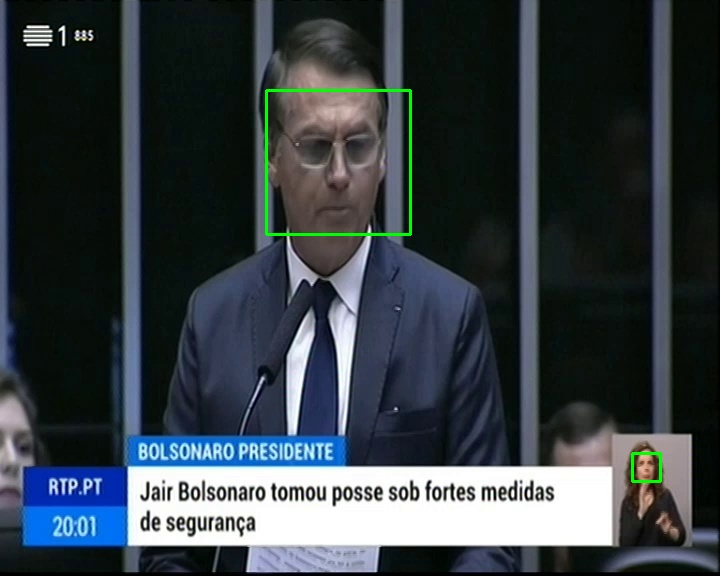 1 885
BOLSONARO PRESIDENTE
RTP.PT
Jair Bolsonaro tomou posse sob fortes medidas
de segurança
20:01